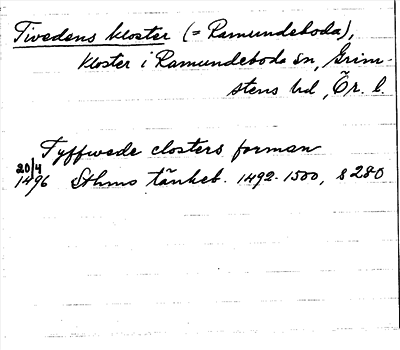 Tivedens kloster (= Ramundeboda),
kloster i Ramundeboda sn, Grim-
stens hd, Ör. l.
Tyffwede closters forman
20/4
1496 Sthms tänkeb. 1492-1500, s 280